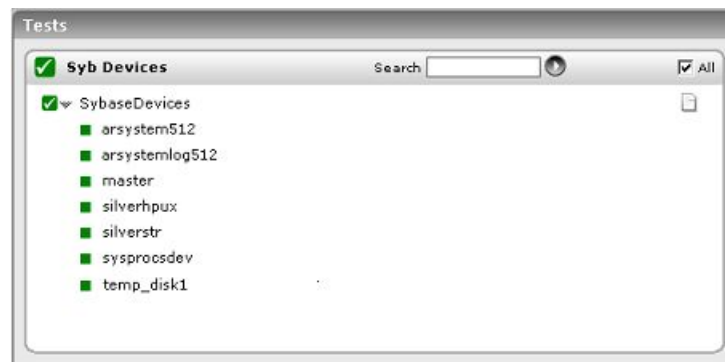 Tests
Syb Devices Search All
SybaseDevices
arsystem512
arsystemlog512
master
silverhpux
silverstr
sysprocsdev
temp_disk1